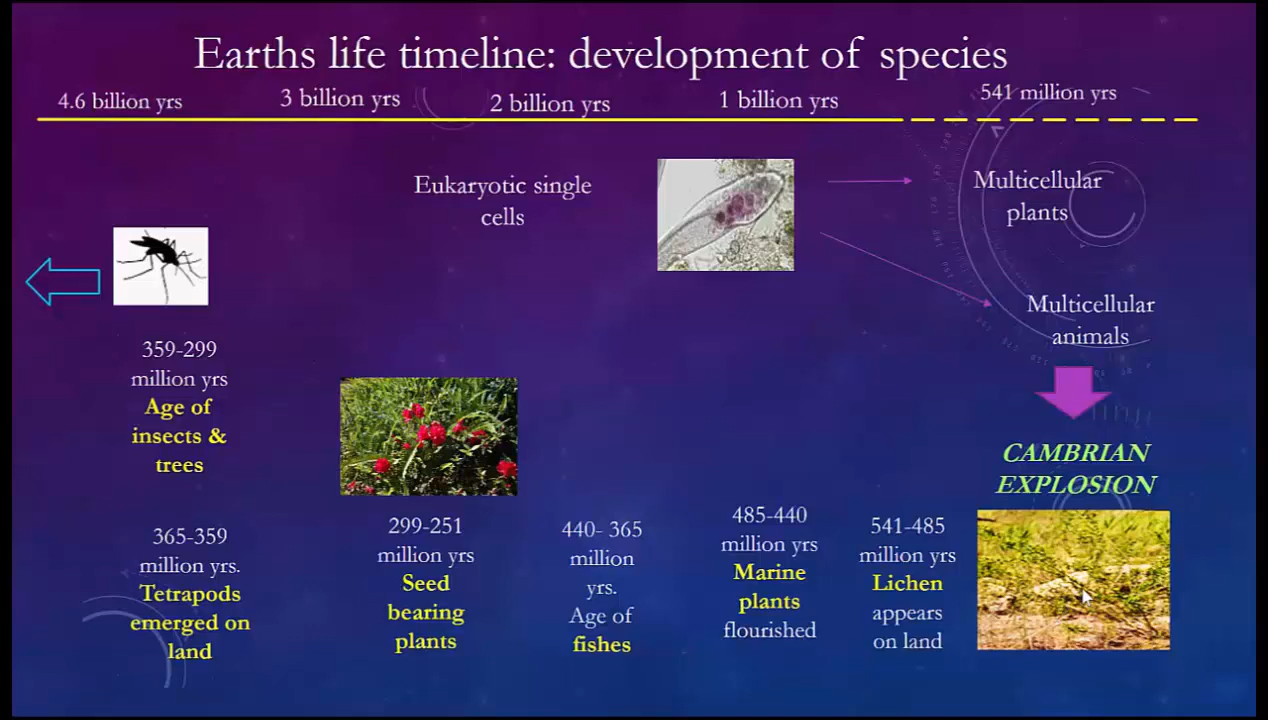 Earths life timeline: development of species
4.6 billion yrs
3 billion yrs
2 billion yrs
1 billion yrs
541 million yrs
Eukaryotic single
cells
Multicellular
plants
Multicellular
animals
CAMBRIAN
EXPLOSION
359-299
million yrs
Age of
insects &
trees
365-359
million yrs.
Tetrapods
emerged on
land
299-251
million yrs
Seed
bearing
plants
440- 365
million
yrs.
Age of
fishes
485-440
million yrs
Marine
plants
flourished
541-485
million yrs
Lichen
appears
on land